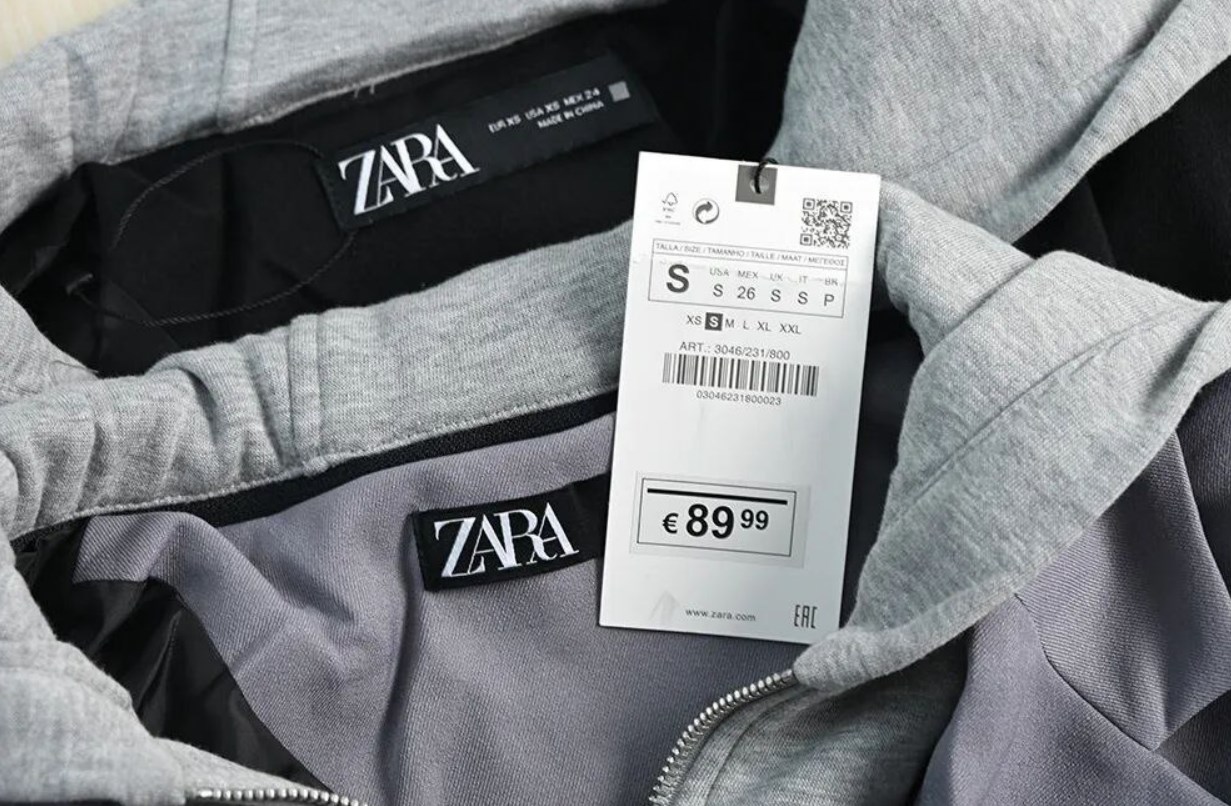 ZARA
EUR XS USA XS MEX 24
MADE IN CHINA
TALLA / SIZE / TAMANHO / TAILLE / MAAT / ΜΕΓΕΘΟΣ
S
USA MEX UK IT BR
S 26 S S P
XS S M L XL XXL
ART.: 3046/231/800
03046231800023
€ 89 99
www.zara.com
EAC
ZARA